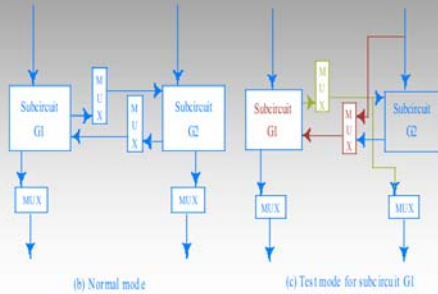 M
U
X
M
U
X
Subcircuit
G1
Subcircuit
G2
MUX
MUX
(b) Normal mode
M
U
X
M
U
X
Subcircuit
G1
Subcircuit
G2
MUX
MUX
(c) Test mode for subcircuit G1